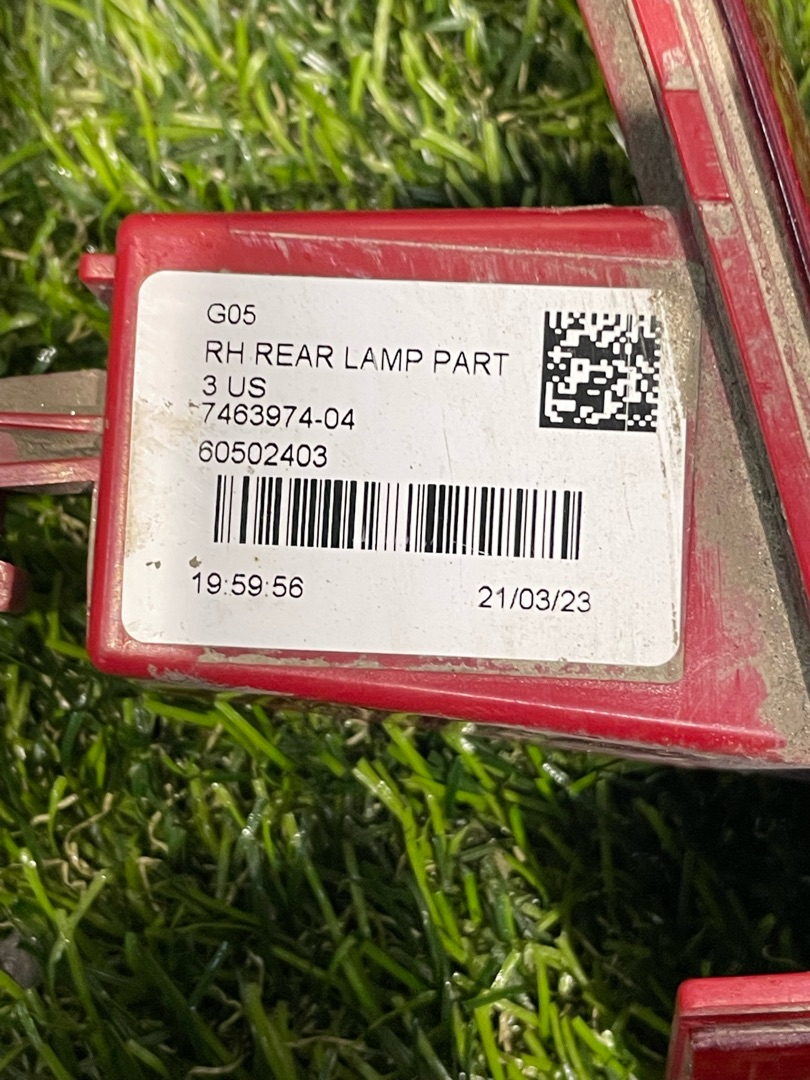 G05
RH REAR LAMP PART
3 US
7463974-04
60502403
19:59:56
21/03/23